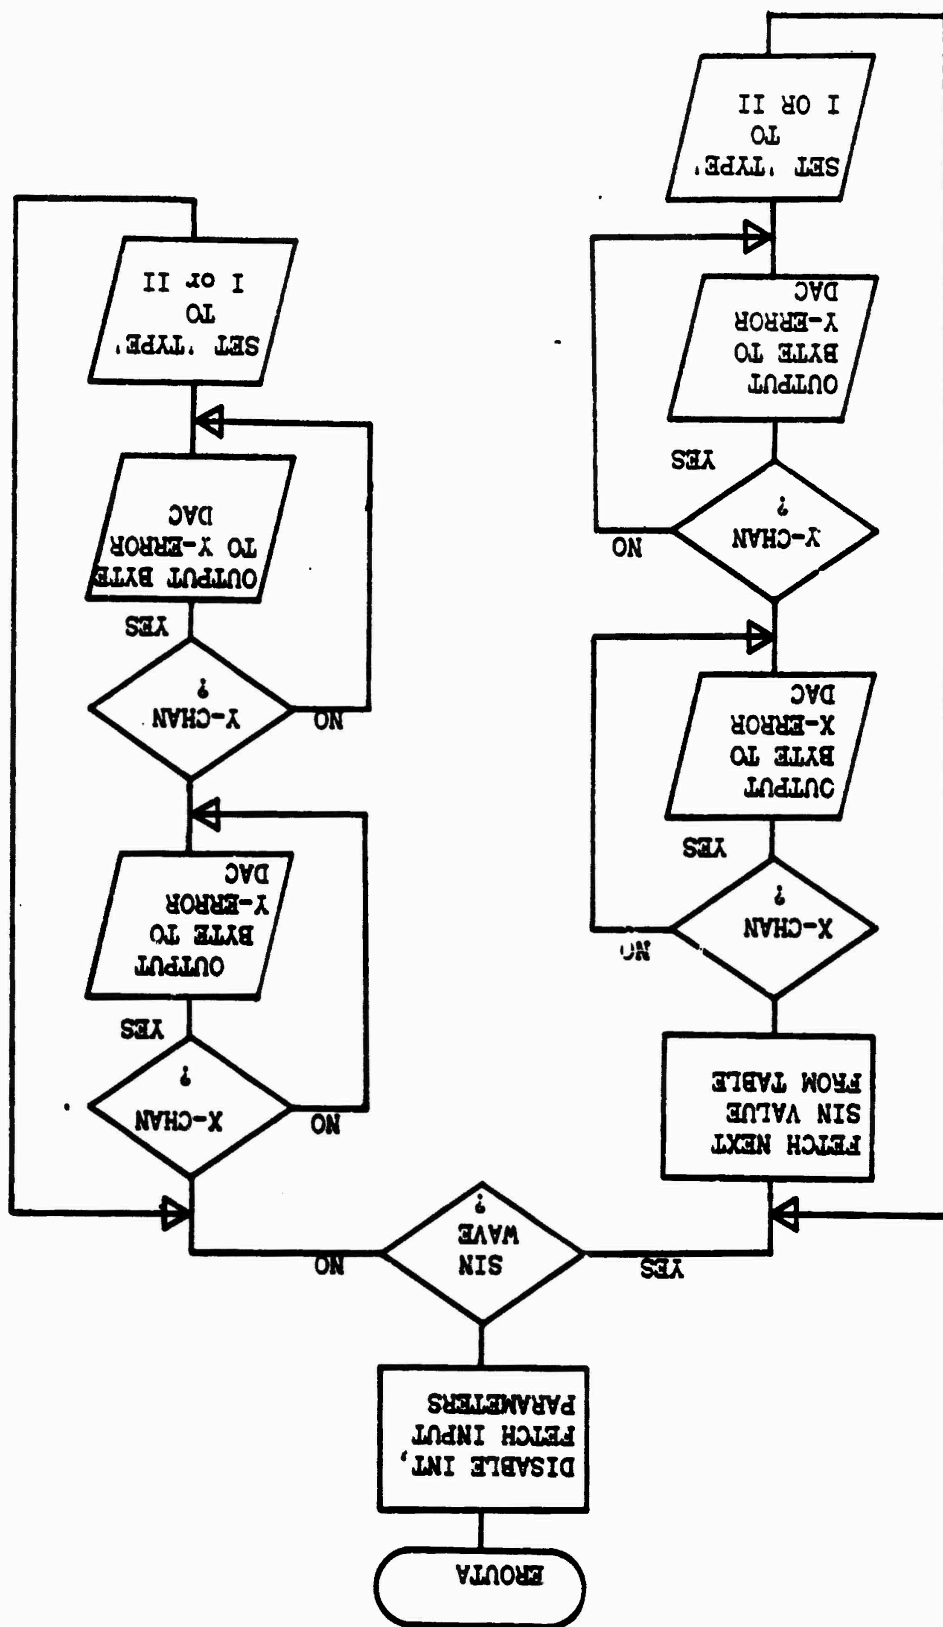 EROUTA
DISABLE INT,
FETCH INPUT
PARAMETERS
SIN
WAVE
?
YES
NO
FETCH NEXT
SIN VALUE
FROM TABLE
X-CHAN
?
NO
YES
OUTPUT
BYTE TO
X-ERROR
DAC
Y-CHAN
?
NO
YES
OUTPUT
BYTE TO
Y-ERROR
DAC
SET 'TYPE'
TO
I OR II
X-CHAN
?
NO
YES
OUTPUT
BYTE TO
Y-ERROR
DAC
Y-CHAN
?
NO
YES
OUTPUT BYTE
TO Y-ERROR
DAC
SET 'TYPE'
TO
I or II